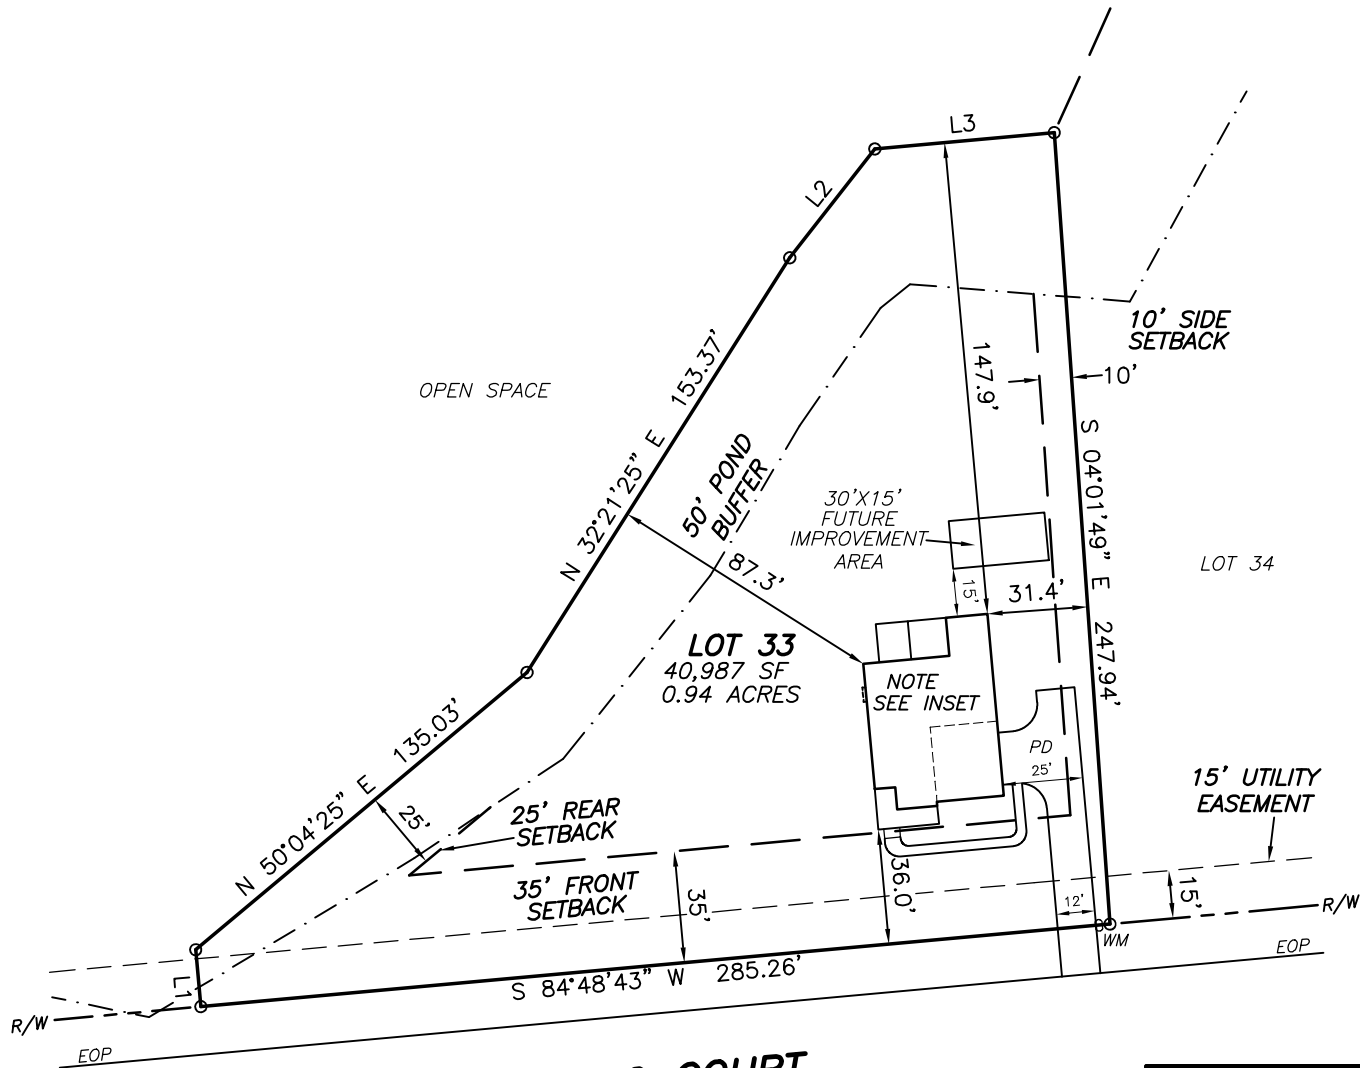 L3
L2
10' SIDE
SETBACK
147.9'
10'
OPEN SPACE
N 32°21'25" E 153.37'
S 04°01'49" E 247.94'
50' POND
BUFFER
30'X15'
FUTURE
IMPROVEMENT
AREA
LOT 34
87.3'
15'
31.4'
LOT 33
40,987 SF
0.94 ACRES
NOTE
SEE INSET
N 50°04'25" E 135.03'
PD
25'
15' UTILITY
EASEMENT
25'
25' REAR
SETBACK
35' FRONT
SETBACK
35'
36.0'
12'
15'
R/W
WM
EOP
L1
S 84°48'43" W 285.26'
R/W
EOP
COURT